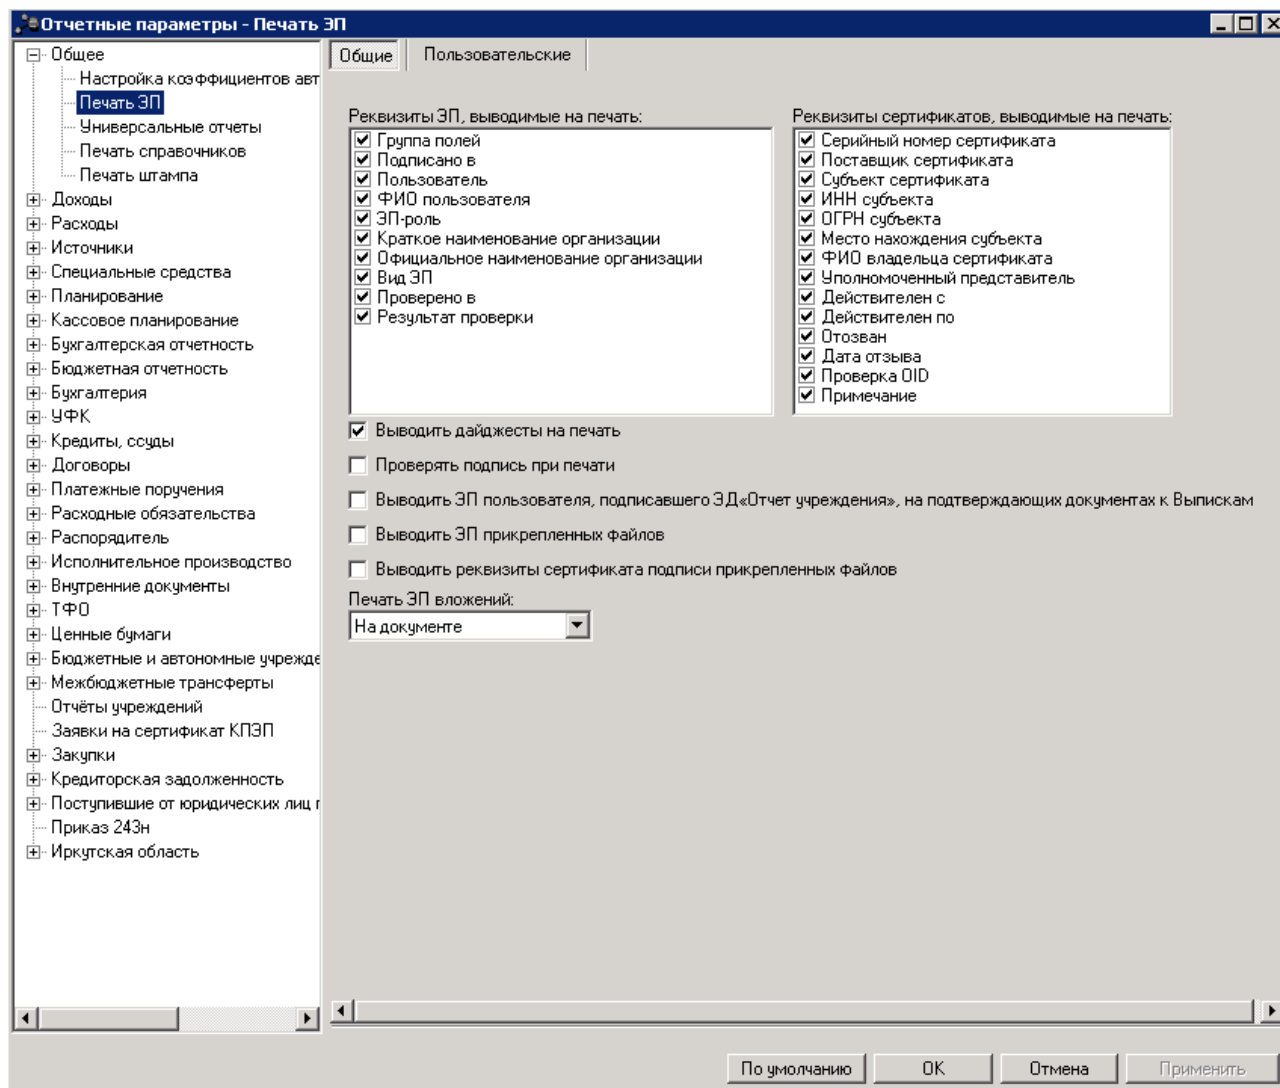 Отчетные параметры - Печать ЭП
Общее
Настройка коэффициентов авт
Печать ЭП
Универсальные отчеты
Печать справочников
Печать штампа
Доходы
Расходы
Источники
Специальные средства
Планирование
Кассовое планирование
Бухгалтерская отчетность
Бюджетная отчетность
Бухгалтерия
УФК
Кредиты, ссуды
Договоры
Платежные поручения
Расходные обязательства
Распорядитель
Исполнительное производство
Внутренние документы
ТФО
Ценные бумаги
Бюджетные и автономные учрежде
Межбюджетные трансферты
Отчёты учреждений
Заявки на сертификат КПЭП
Закупки
Кредиторская задолженность
Поступившие от юридических лиц г
Приказ 243н
Иркутская область
Общие
Пользовательские
Реквизиты ЭП, выводимые на печать:
Группа полей
Подписано в
Пользователь
ФИО пользователя
ЭП-роль
Краткое наименование организации
Официальное наименование организации
Вид ЭП
Проверено в
Результат проверки
Реквизиты сертификатов, выводимые на печать:
Серийный номер сертификата
Поставщик сертификата
Субъект сертификата
ИНН субъекта
ОГРН субъекта
Место нахождения субъекта
ФИО владельца сертификата
Уполномоченный представитель
Действителен с
Действителен по
Отозван
Дата отзыва
Проверка OID
Примечание
Выводить дайджесты на печать
Проверять подпись при печати
Выводить ЭП пользователя, подписавшего ЭД«Отчет учреждения», на подтверждающих документах к Выпискам
Выводить ЭП прикрепленных файлов
Выводить реквизиты сертификата подписи прикрепленных файлов
Печать ЭП вложений:
На документе
По умолчанию
OK
Отмена
Применить